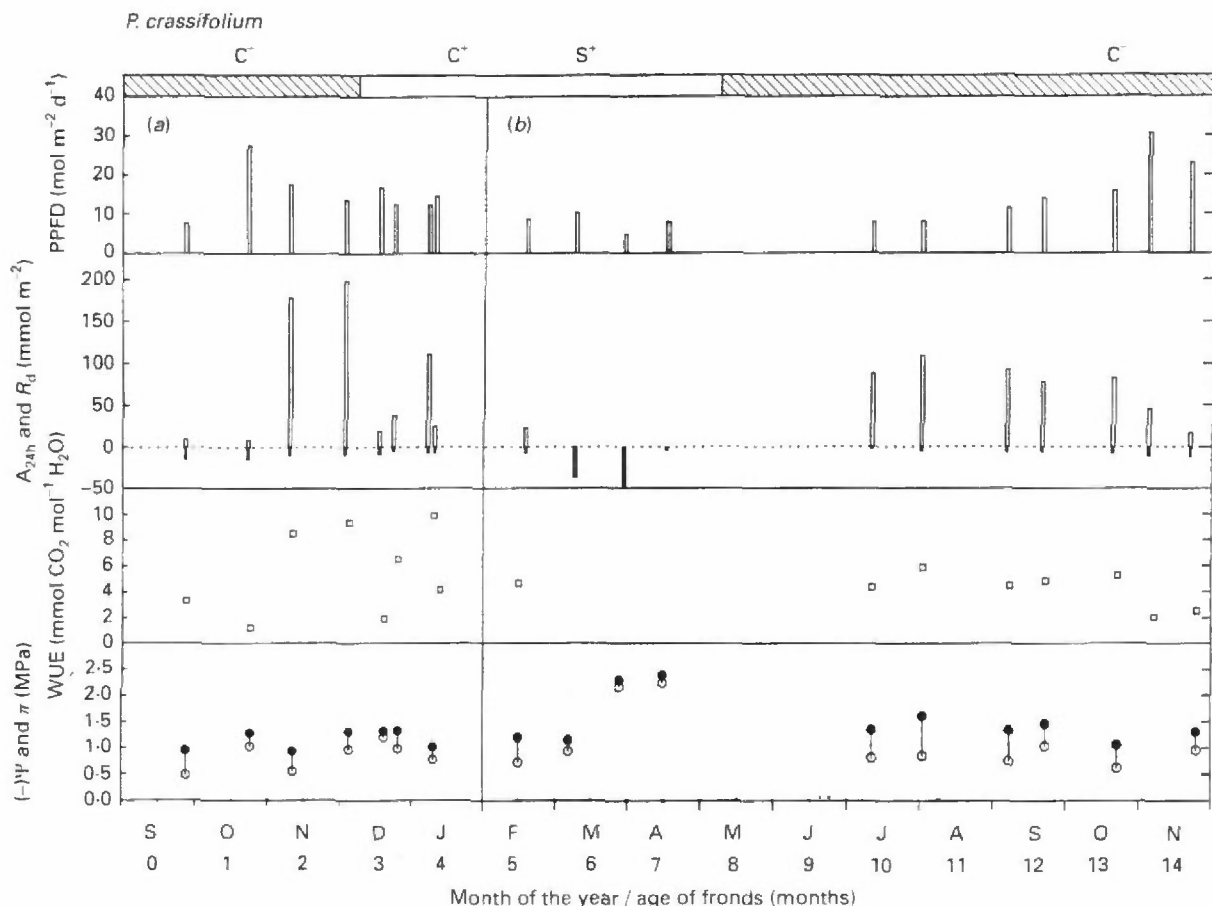 P. crassifolium
C⁺ C⁺ S⁺ C⁻
(a) (b)
PPFD (mol m⁻² d⁻¹)
40
30
20
10
0
A₂₄ₕ and R_d (mmol m⁻²)
200
150
100
50
0
−50
WUE (mmol CO₂ mol⁻¹ H₂O)
10
8
6
4
2
0
(−)Ψ and π (MPa)
2·5
2·0
1·5
1·0
0·5
0·0
S O N D J F M A M J J A S O N
0 1 2 3 4 5 6 7 8 9 10 11 12 13 14
Month of the year / age of fronds (months)